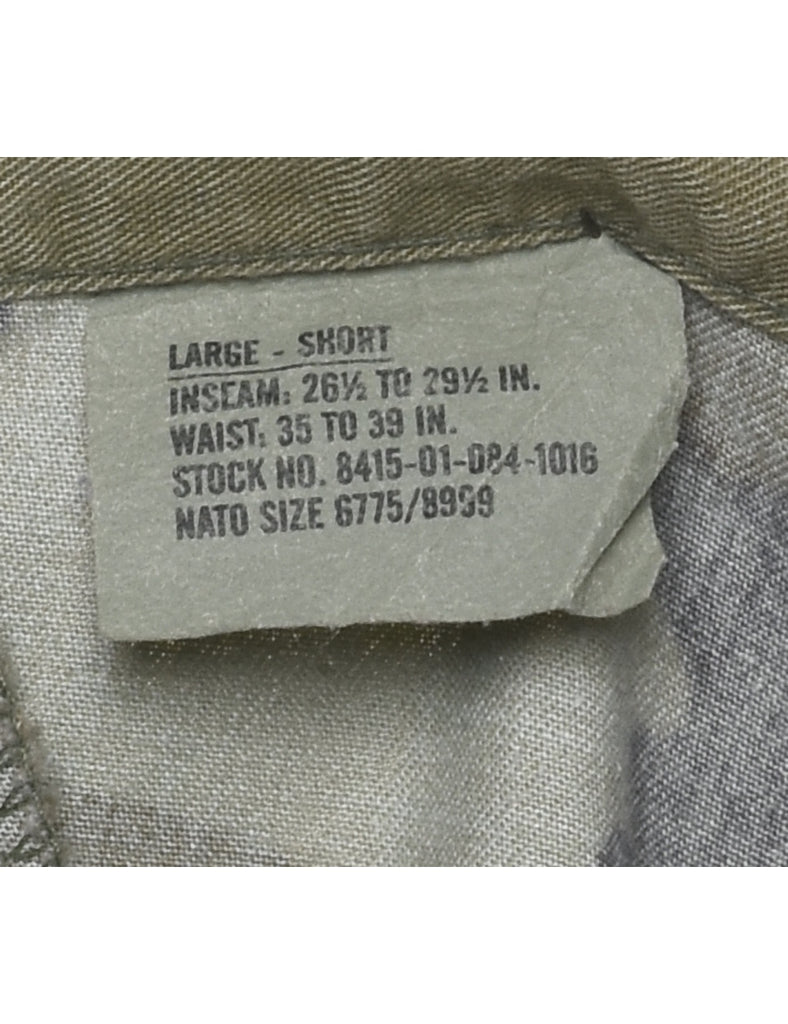 LARGE - SHORT
INSEAM: 26½ TO 29½ IN.
WAIST: 35 TO 39 IN.
STOCK NO. 8415-01-084-1016
NATO SIZE 6775/8999